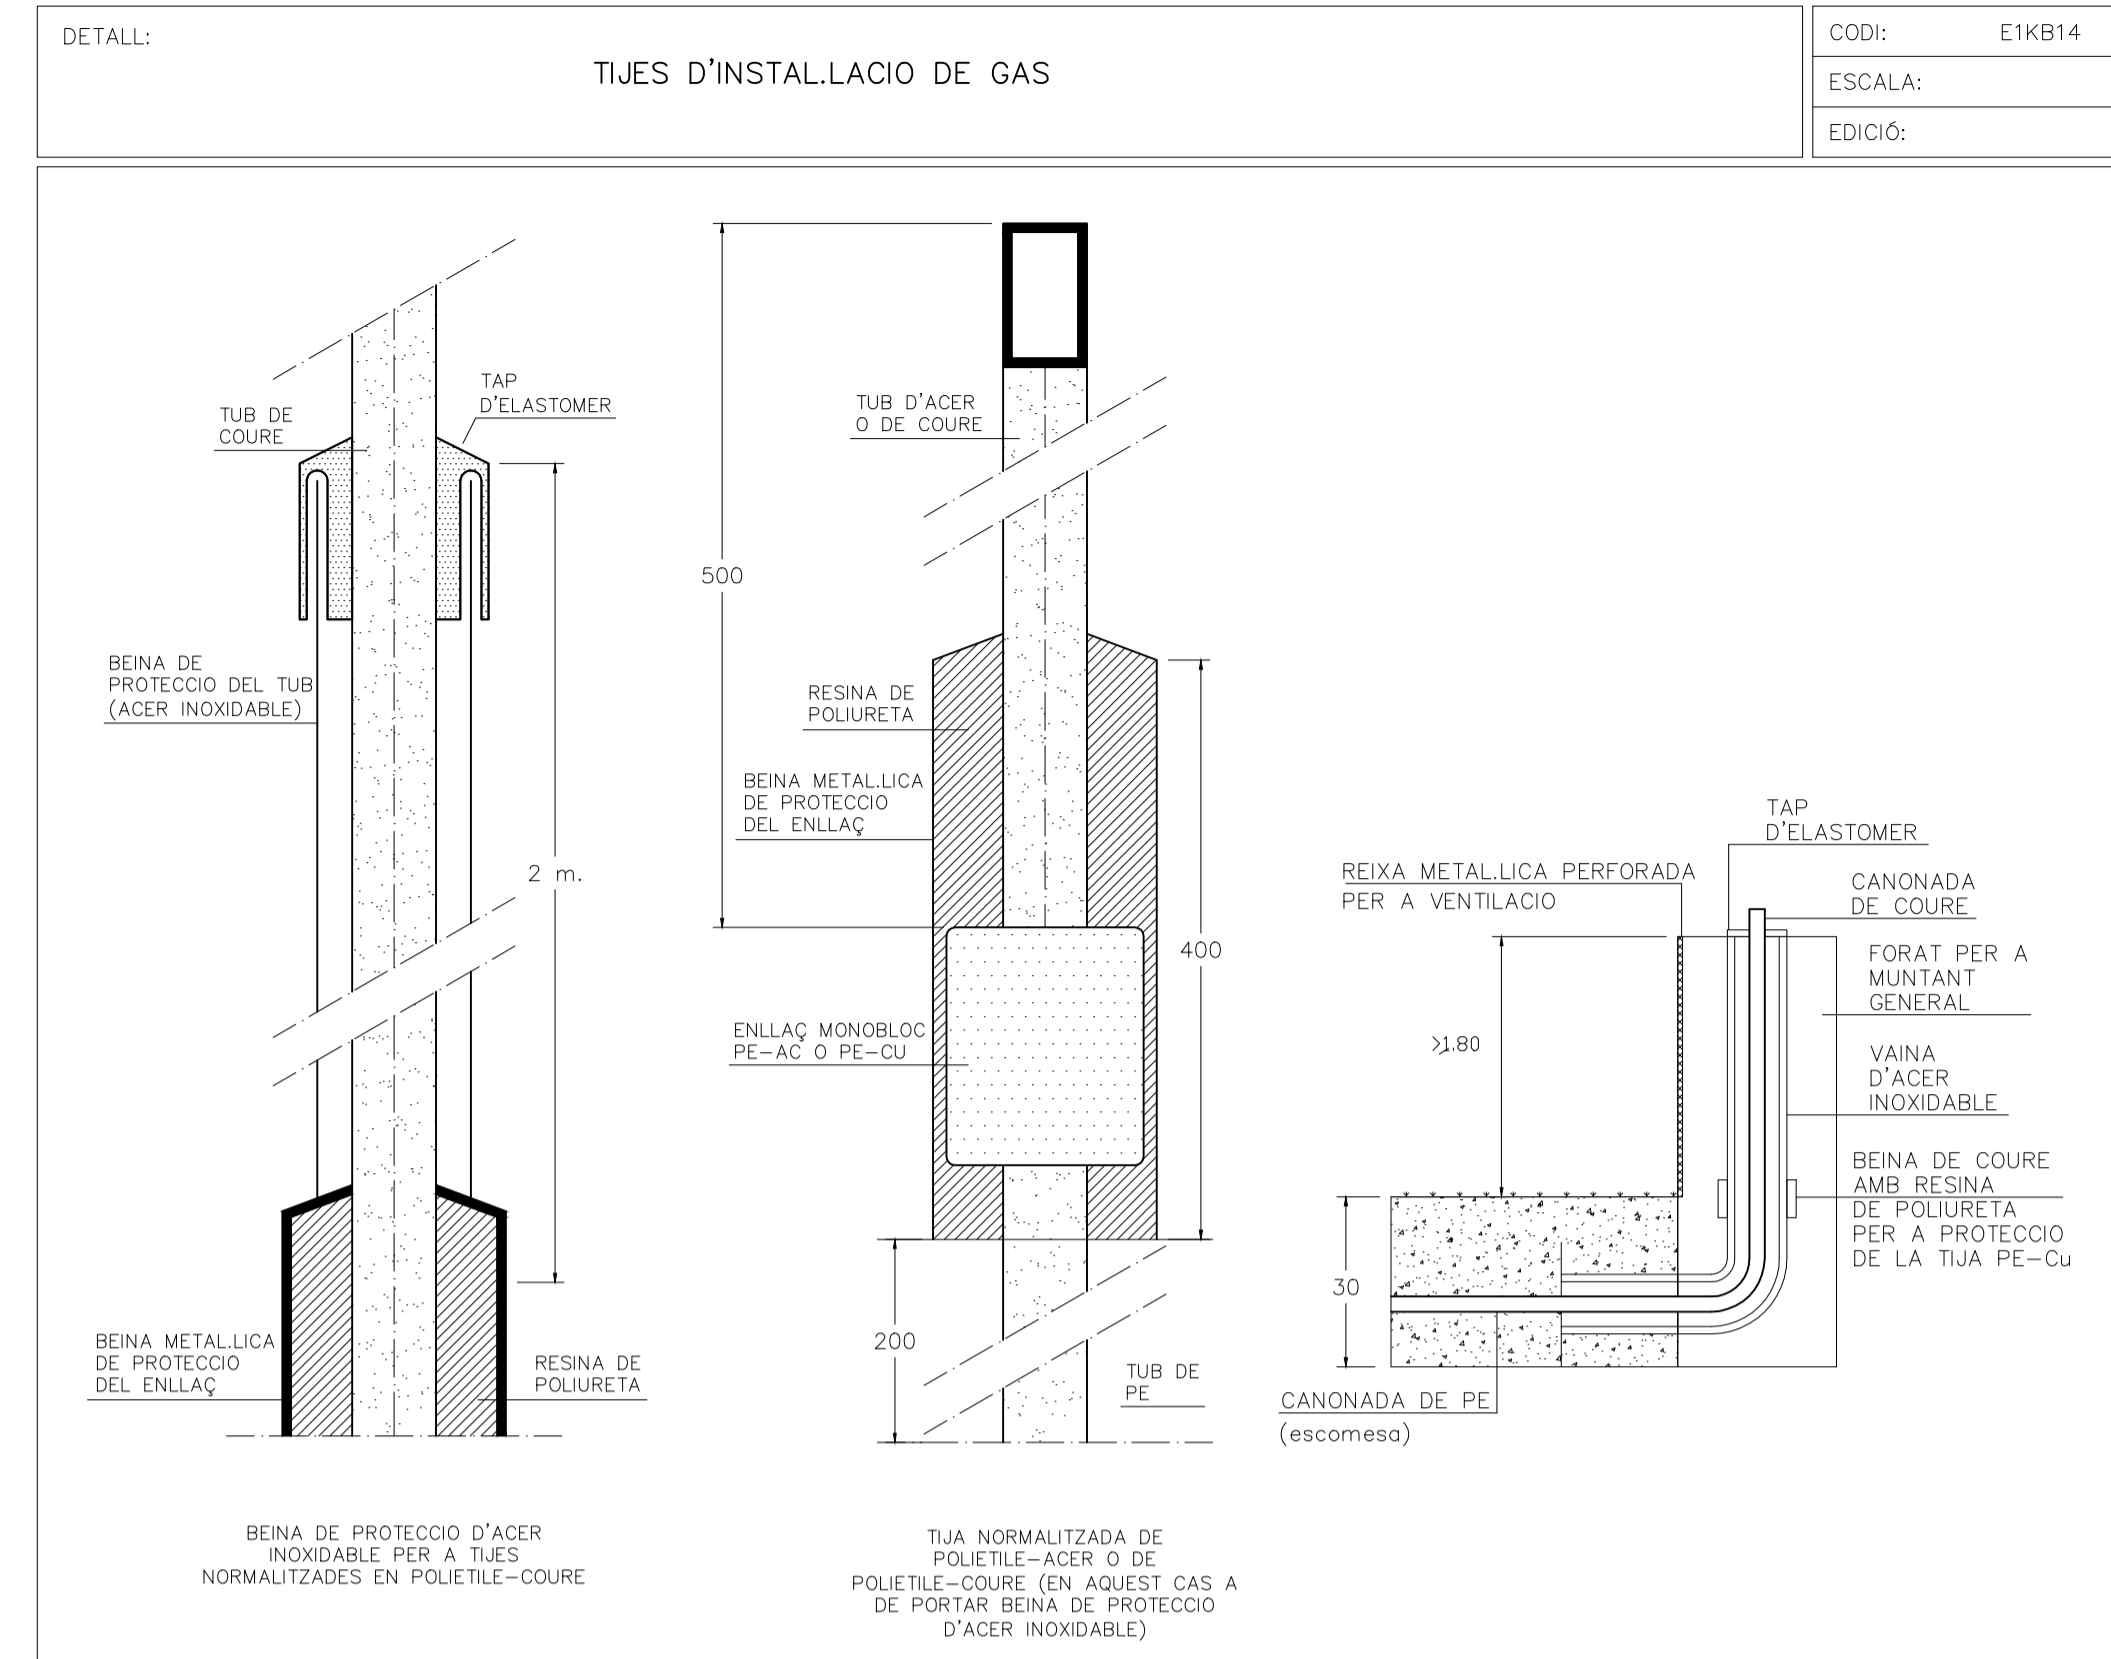 DETALL:
TIJES D'INSTAL.LACIO DE GAS
CODI: E1KB14
ESCALA:
EDICIÓ:
TUB DE
COURE
TAP
D'ELASTOMER
BEINA DE
PROTECCIO DEL TUB
(ACER INOXIDABLE)
2 m.
BEINA METAL.LICA
DE PROTECCIO
DEL ENLLAÇ
RESINA DE
POLIURETA
BEINA DE PROTECCIO D'ACER
INOXIDABLE PER A TIJES
NORMALITZADES EN POLIETILE-COURE
TUB D'ACER
O DE COURE
500
RESINA DE
POLIURETA
BEINA METAL.LICA
DE PROTECCIO
DEL ENLLAÇ
400
ENLLAÇ MONOBLOC
PE-AC O PE-CU
200
TUB DE
PE
TIJA NORMALITZADA DE
POLIETILE-ACER O DE
POLIETILE-COURE (EN AQUEST CAS A
DE PORTAR BEINA DE PROTECCIO
D'ACER INOXIDABLE)
TAP
D'ELASTOMER
REIXA METAL.LICA PERFORADA
PER A VENTILACIO
CANONADA
DE COURE
FORAT PER A
MUNTANT
GENERAL
≥1.80
VAINA
D'ACER
INOXIDABLE
BEINA DE COURE
AMB RESINA
DE POLIURETA
PER A PROTECCIO
DE LA TIJA PE-Cu
30
CANONADA DE PE
(escomesa)